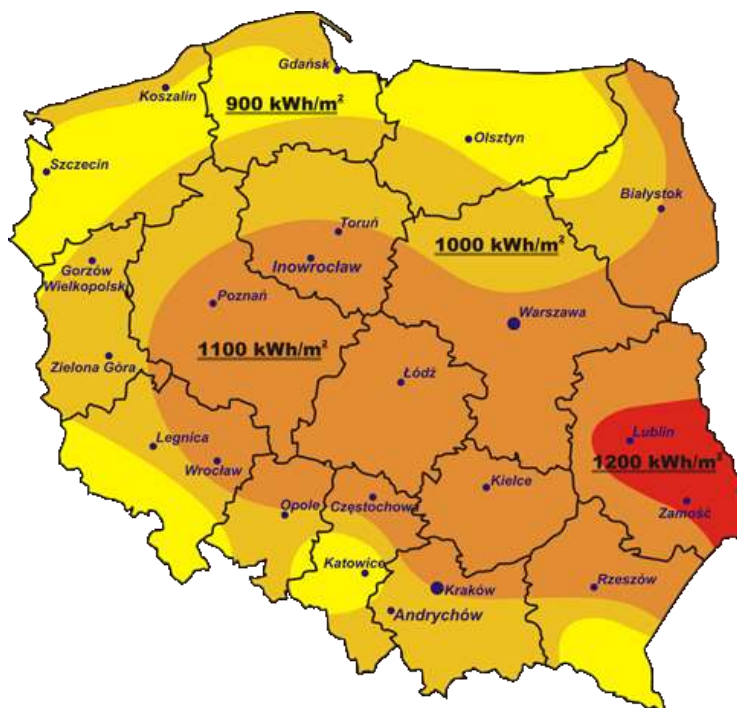 Gdańsk
Koszalin
900 kWh/m²
Olsztyn
Szczecin
Białystok
Toruń
1000 kWh/m²
Inowrocław
Gorzów
Wielkopolski
Poznań
Warszawa
1100 kWh/m²
Zielona Góra
Łódź
Legnica
Lublin
Wrocław
1200 kWh/m²
Kielce
Opole
Częstochowa
Zamość
Katowice
Kraków
Rzeszów
Andrychów